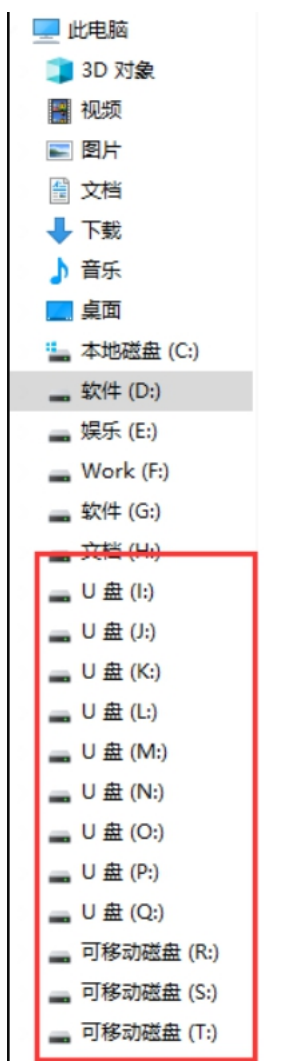 此电脑
3D 对象
视频
图片
文档
下载
音乐
桌面
本地磁盘 (C:)
软件 (D:)
娱乐 (E:)
Work (F:)
软件 (G:)
文档 (H:)
U 盘 (I:)
U 盘 (J:)
U 盘 (K:)
U 盘 (L:)
U 盘 (M:)
U 盘 (N:)
U 盘 (O:)
U 盘 (P:)
U 盘 (Q:)
可移动磁盘 (R:)
可移动磁盘 (S:)
可移动磁盘 (T:)